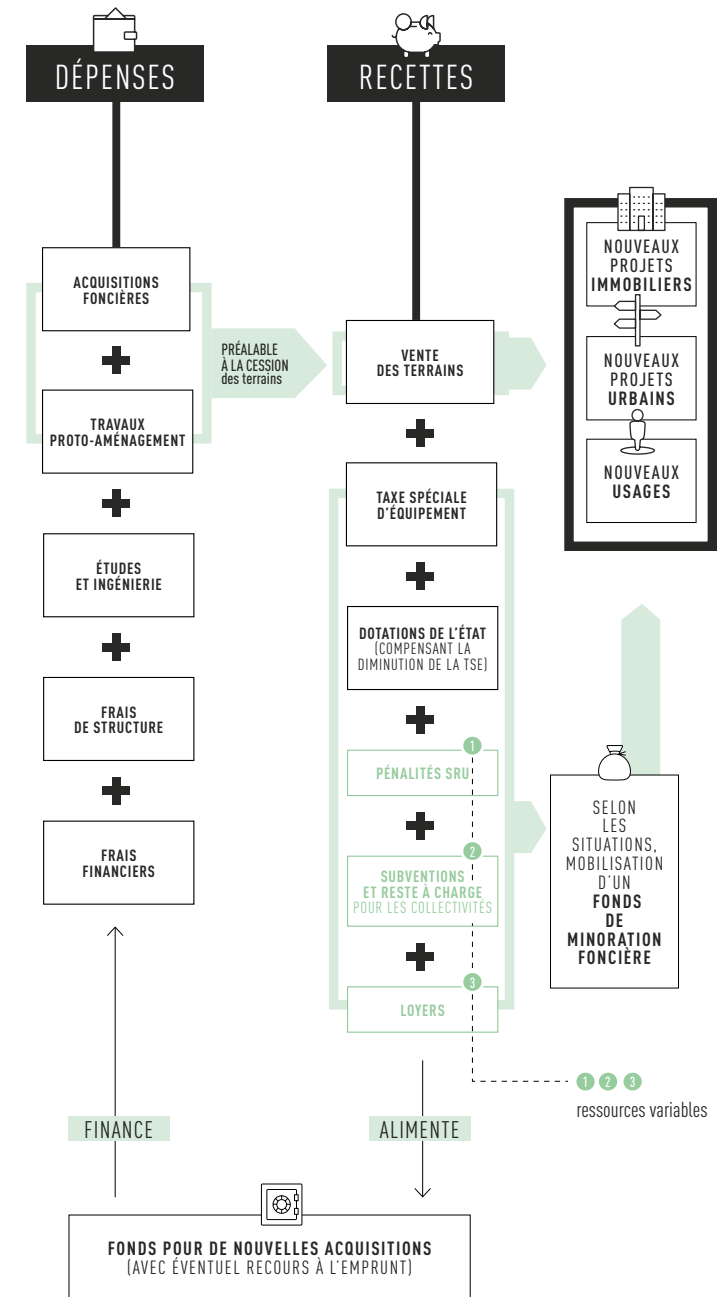 DÉPENSES
ACQUISITIONS
FONCIÈRES
TRAVAUX
PROTO-AMÉNAGEMENT
ÉTUDES
ET INGÉNIERIE
FRAIS
DE STRUCTURE
FRAIS
FINANCIERS
FINANCE
PRÉALABLE
À LA CESSION
des terrains
RECETTES
VENTE
DES TERRAINS
TAXE SPÉCIALE
D'ÉQUIPEMENT
DOTATIONS DE L'ÉTAT
(COMPENSANT LA
DIMINUTION DE LA TSE)
1
PÉNALITÉS SRU
2
SUBVENTIONS
ET RESTE À CHARGE
POUR LES COLLECTIVITÉS
3
LOYERS
ALIMENTE
NOUVEAUX
PROJETS
IMMOBILIERS
NOUVEAUX
PROJETS
URBAINS
NOUVEAUX
USAGES
SELON
LES
SITUATIONS,
MOBILISATION
D'UN
FONDS
DE
MINORATION
FONCIÈRE
1 2 3
ressources variables
FONDS POUR DE NOUVELLES ACQUISITIONS
(AVEC ÉVENTUEL RECOURS À L'EMPRUNT)